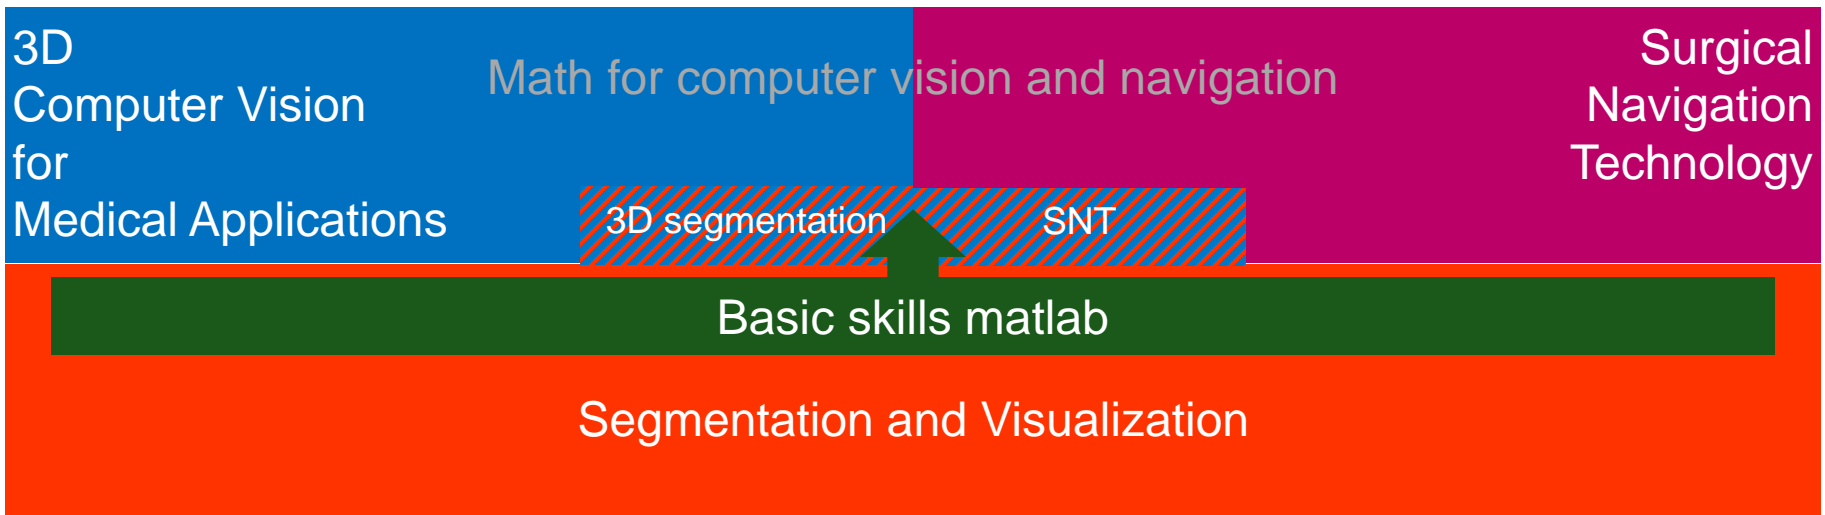 3D
Computer Vision
for
Medical Applications
Math for computer vision and navigation
Surgical
Navigation
Technology
3D segmentation
SNT
Basic skills matlab
Segmentation and Visualization